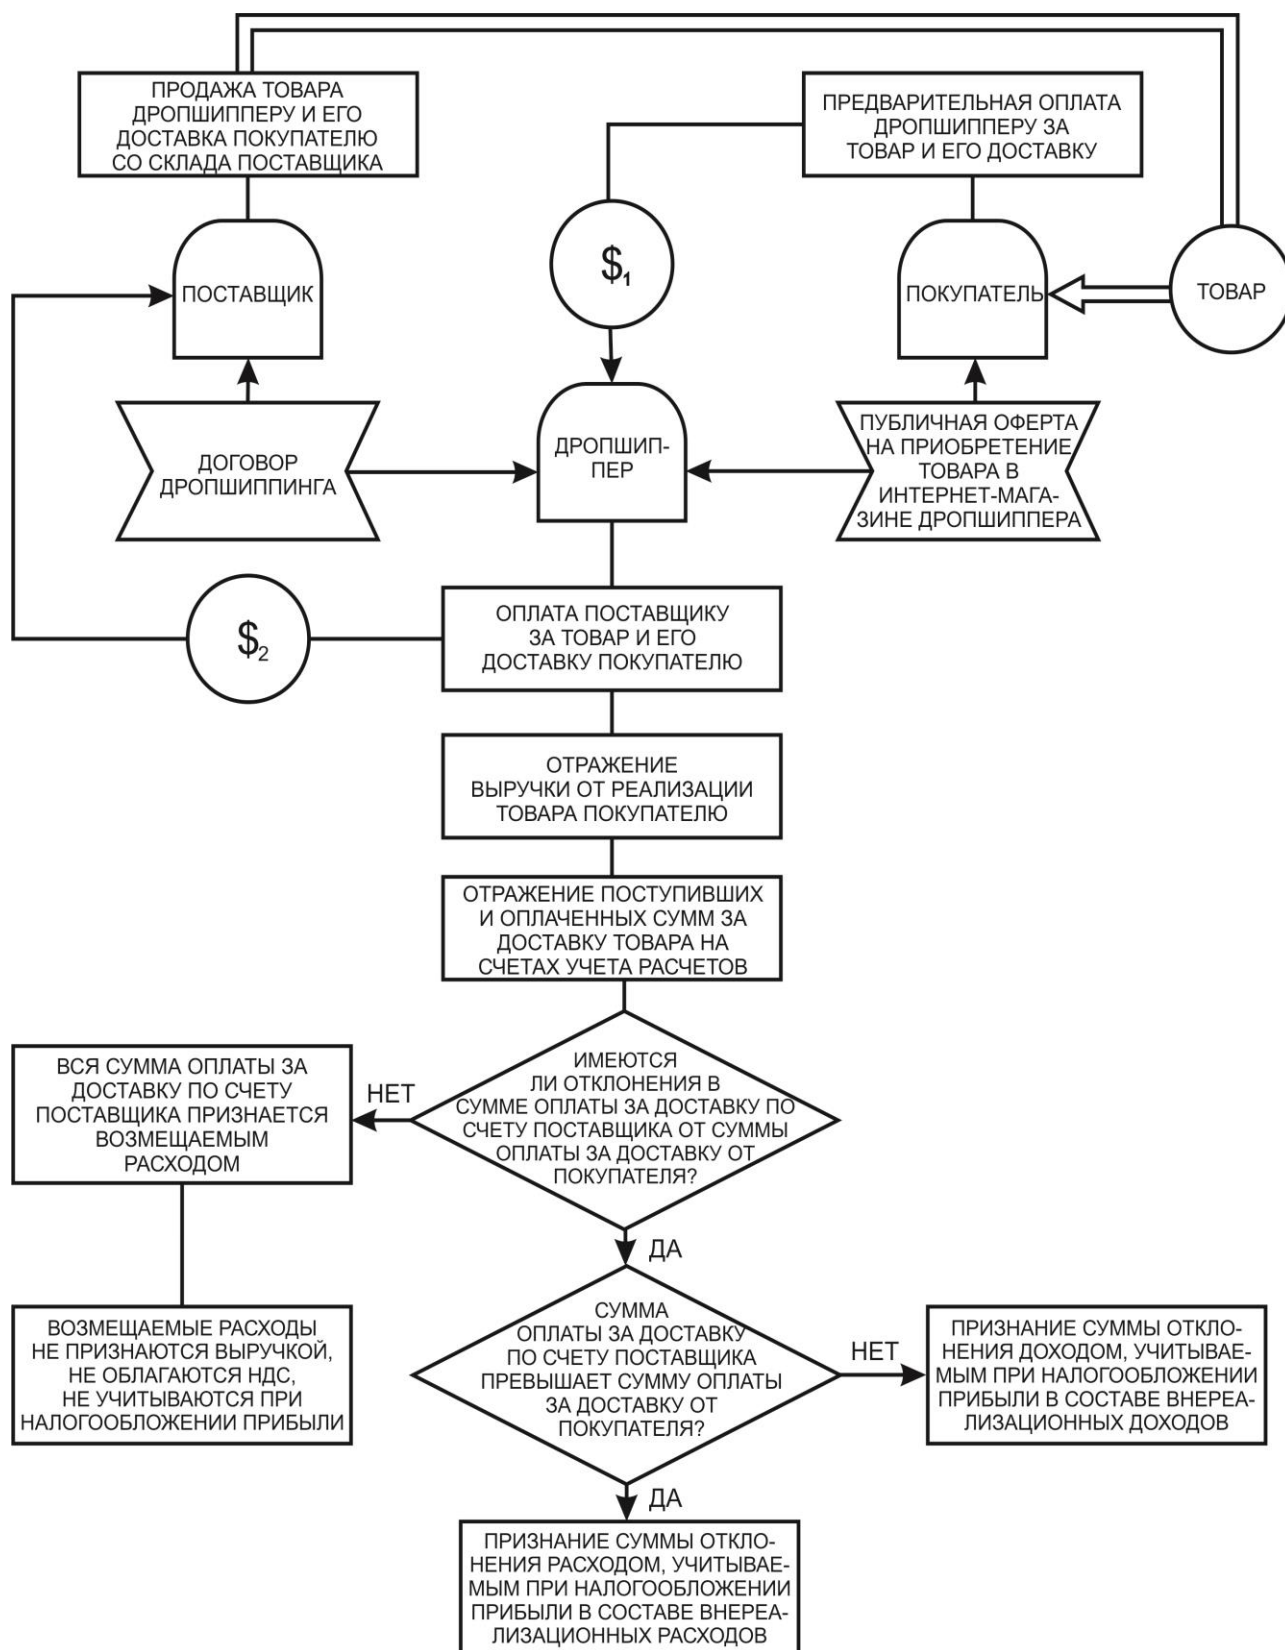 ПРОДАЖА ТОВАРА
ДРОПШИППЕРУ И ЕГО
ДОСТАВКА ПОКУПАТЕЛЮ
СО СКЛАДА ПОСТАВЩИКА
ПРЕДВАРИТЕЛЬНАЯ ОПЛАТА
ДРОПШИППЕРУ ЗА
ТОВАР И ЕГО ДОСТАВКУ
ПОСТАВЩИК
$1
ПОКУПАТЕЛЬ
ТОВАР
ДОГОВОР
ДРОПШИППИНГА
ДРОПШИП-
ПЕР
ПУБЛИЧНАЯ ОФЕРТА
НА ПРИОБРЕТЕНИЕ
ТОВАРА В
ИНТЕРНЕТ-МАГА-
ЗИНЕ ДРОПШИППЕРА
$2
ОПЛАТА ПОСТАВЩИКУ
ЗА ТОВАР И ЕГО
ДОСТАВКУ ПОКУПАТЕЛЮ
ОТРАЖЕНИЕ
ВЫРУЧКИ ОТ РЕАЛИЗАЦИИ
ТОВАРА ПОКУПАТЕЛЮ
ОТРАЖЕНИЕ ПОСТУПИВШИХ
И ОПЛАЧЕННЫХ СУММ ЗА
ДОСТАВКУ ТОВАРА НА
СЧЕТАХ УЧЕТА РАСЧЕТОВ
ИМЕЮТСЯ
ЛИ ОТКЛОНЕНИЯ В
СУММЕ ОПЛАТЫ ЗА ДОСТАВКУ ПО
СЧЕТУ ПОСТАВЩИКА ОТ СУММЫ
ОПЛАТЫ ЗА ДОСТАВКУ ОТ
ПОКУПАТЕЛЯ?
НЕТ
ВСЯ СУММА ОПЛАТЫ ЗА
ДОСТАВКУ ПО СЧЕТУ
ПОСТАВЩИКА ПРИЗНАЕТСЯ
ВОЗМЕЩАЕМЫМ
РАСХОДОМ
ВОЗМЕЩАЕМЫЕ РАСХОДЫ
НЕ ПРИЗНАЮТСЯ ВЫРУЧКОЙ,
НЕ ОБЛАГАЮТСЯ НДС,
НЕ УЧИТЫВАЮТСЯ ПРИ
НАЛОГООБЛОЖЕНИИ ПРИБЫЛИ
ДА
СУММА
ОПЛАТЫ ЗА ДОСТАВКУ
ПО СЧЕТУ ПОСТАВЩИКА
ПРЕВЫШАЕТ СУММУ ОПЛАТЫ
ЗА ДОСТАВКУ ОТ
ПОКУПАТЕЛЯ?
НЕТ
ПРИЗНАНИЕ СУММЫ ОТКЛО-
НЕНИЯ ДОХОДОМ, УЧИТЫВАЕ-
МЫМ ПРИ НАЛОГООБЛОЖЕНИИ
ПРИБЫЛИ В СОСТАВЕ ВНЕРЕА-
ЛИЗАЦИОННЫХ ДОХОДОВ
ДА
ПРИЗНАНИЕ СУММЫ ОТКЛО-
НЕНИЯ РАСХОДОМ, УЧИТЫВАЕ-
МЫМ ПРИ НАЛОГООБЛОЖЕНИИ
ПРИБЫЛИ В СОСТАВЕ ВНЕРЕА-
ЛИЗАЦИОННЫХ РАСХОДОВ